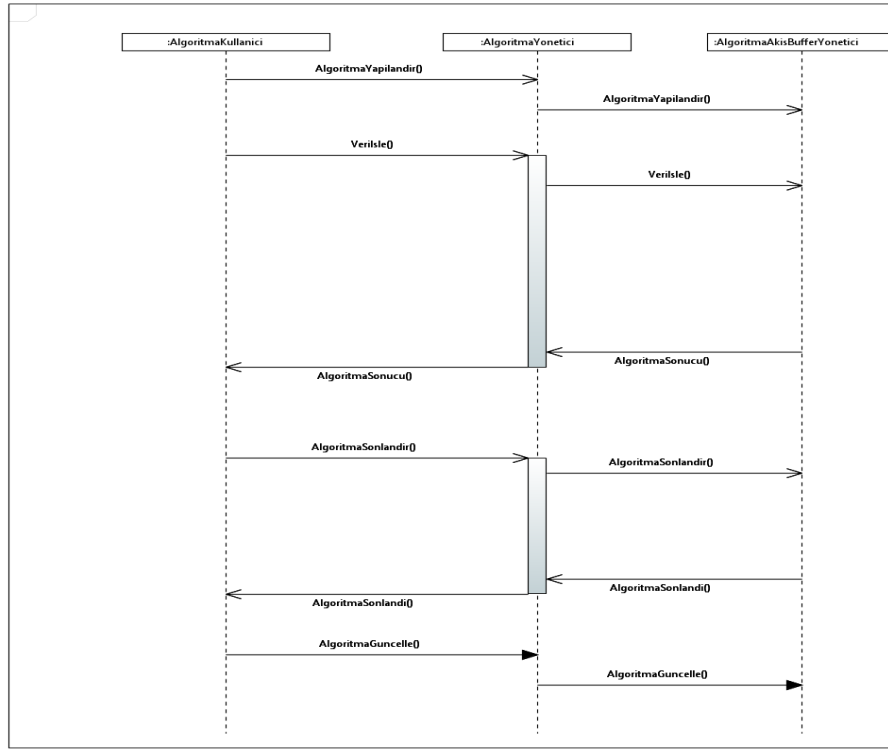 :AlgoritmaKullanici
:AlgoritmaYonetici
:AlgoritmaAkisBufferYonetici
AlgoritmaYapilandir()
AlgoritmaYapilandir()
VeriIsle()
VeriIsle()
AlgoritmaSonucu()
AlgoritmaSonucu()
AlgoritmaSonlandir()
AlgoritmaSonlandir()
AlgoritmaSonlandi()
AlgoritmaSonlandi()
AlgoritmaGuncelle()
AlgoritmaGuncelle()